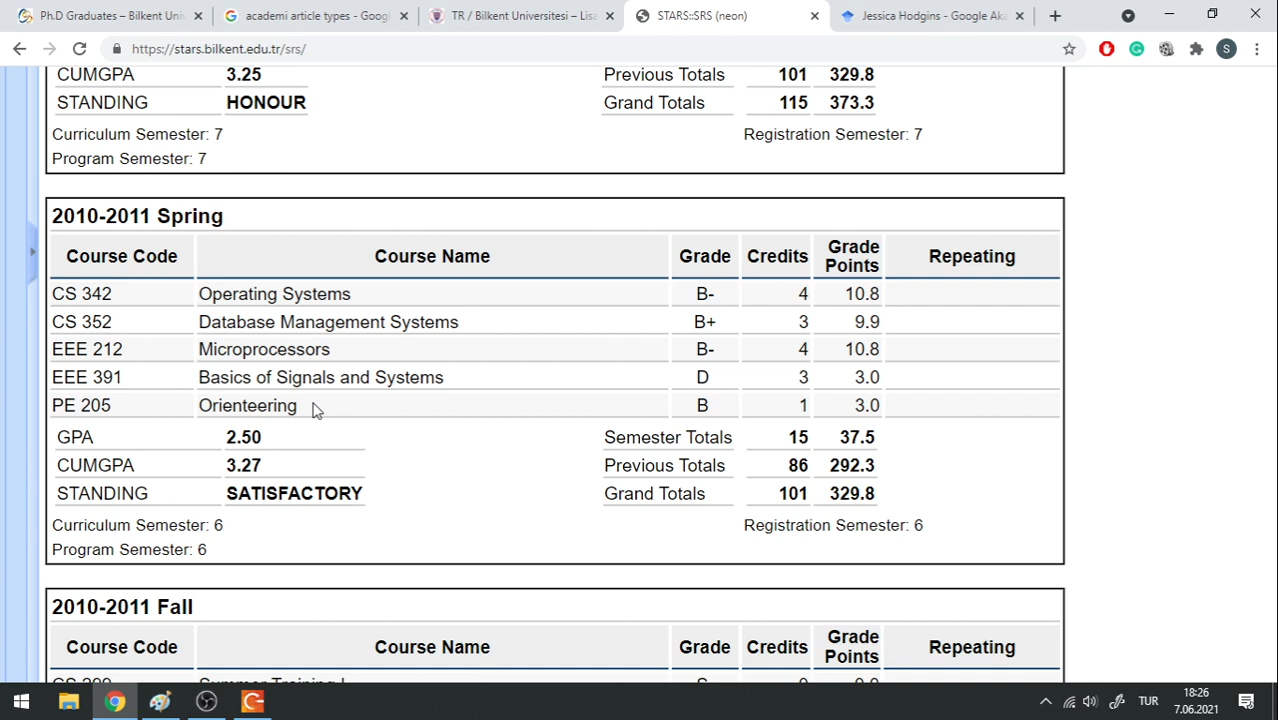 Ph.D Graduates – Bilkent Univ
academi article types - Googl
TR / Bilkent Universitesi – Lisa
STARS::SRS (neon)
Jessica Hodgins - Google Aka
https://stars.bilkent.edu.tr/srs/
S
CUMGPA 3.25 Previous Totals 101 329.8
STANDING HONOUR Grand Totals 115 373.3
Curriculum Semester: 7 Registration Semester: 7
Program Semester: 7
2010-2011 Spring
Course Code Course Name Grade Credits Grade Points Repeating
CS 342 Operating Systems B- 4 10.8
CS 352 Database Management Systems B+ 3 9.9
EEE 212 Microprocessors B- 4 10.8
EEE 391 Basics of Signals and Systems D 3 3.0
PE 205 Orienteering B 1 3.0
GPA 2.50 Semester Totals 15 37.5
CUMGPA 3.27 Previous Totals 86 292.3
STANDING SATISFACTORY Grand Totals 101 329.8
Curriculum Semester: 6 Registration Semester: 6
Program Semester: 6
2010-2011 Fall
Course Code Course Name Grade Credits Grade Points Repeating
TUR
18:26
7.06.2021